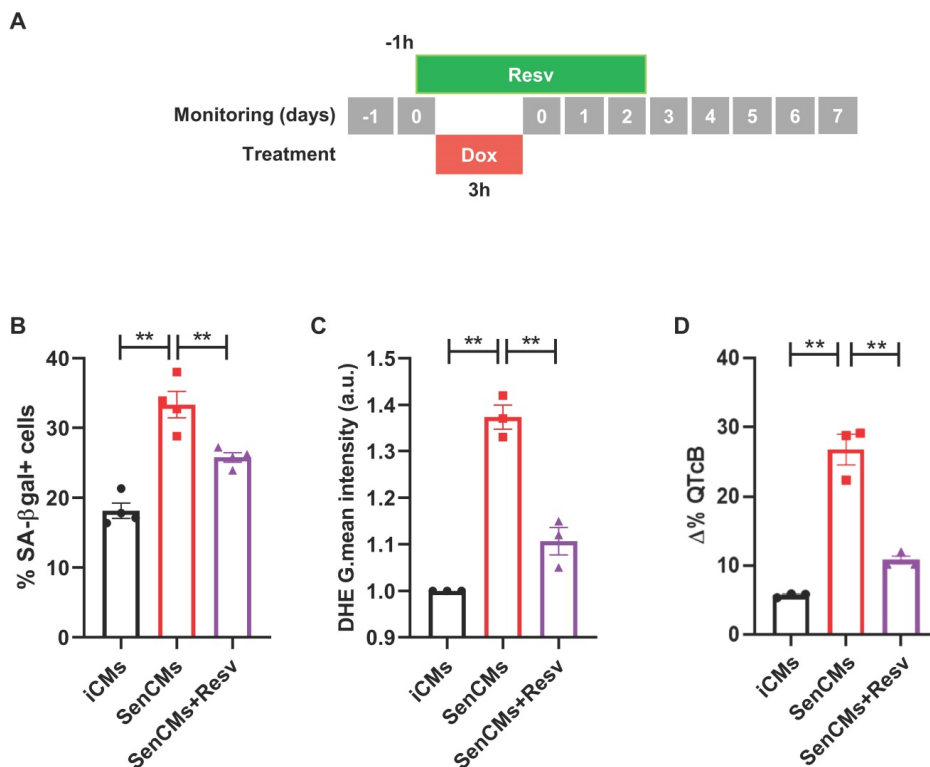 A
-1h
Resv
Monitoring (days) -1 0 0 1 2 3 4 5 6 7
Treatment Dox
3h
B
** **
% SA-βgal+ cells
40
30
20
10
0
iCMs
SenCMs
SenCMs+Resv
C
** **
DHE G.mean intensity (a.u.)
1.5
1.4
1.3
1.2
1.1
1.0
0.9
iCMs
SenCMs
SenCMs+Resv
D
** **
Δ% QTcB
40
30
20
10
0
iCMs
SenCMs
SenCMs+Resv